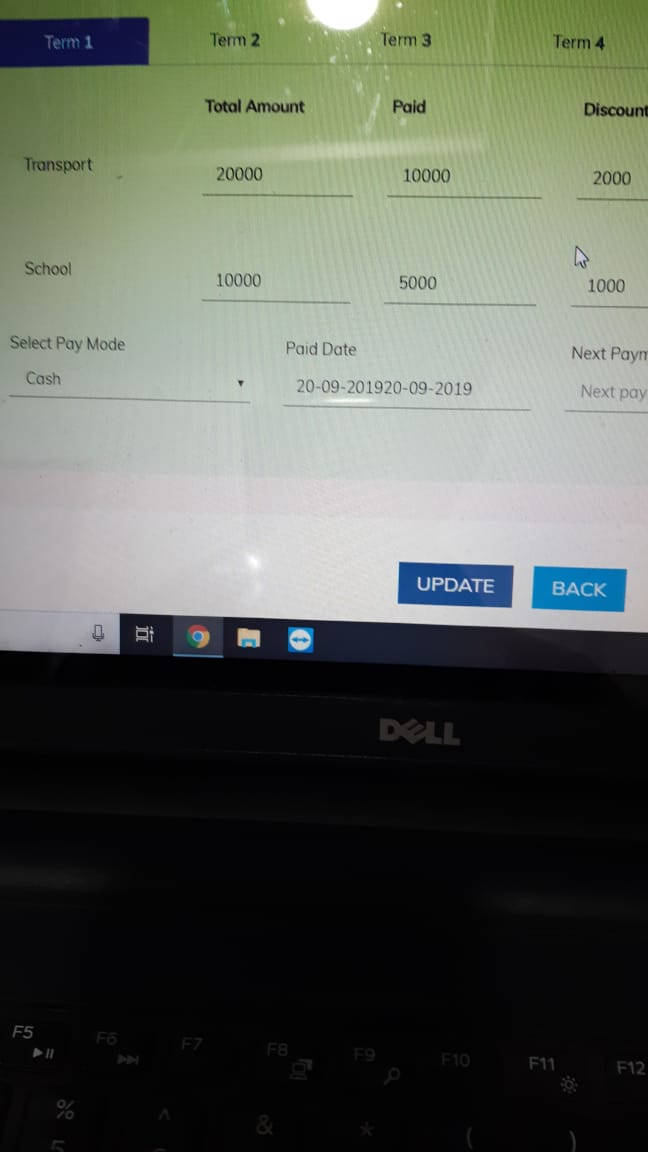 Term 1 Term 2 Term 3 Term 4
Total Amount Paid Discount
Transport 20000 10000 2000
School 10000 5000 1000
Select Pay Mode Paid Date Next Paym
Cash 20-09-201920-09-2019 Next pay
UPDATE BACK
DELL
F5 F6 F7 F8 F9 F10 F11 F12
% ^ & * ( )
5